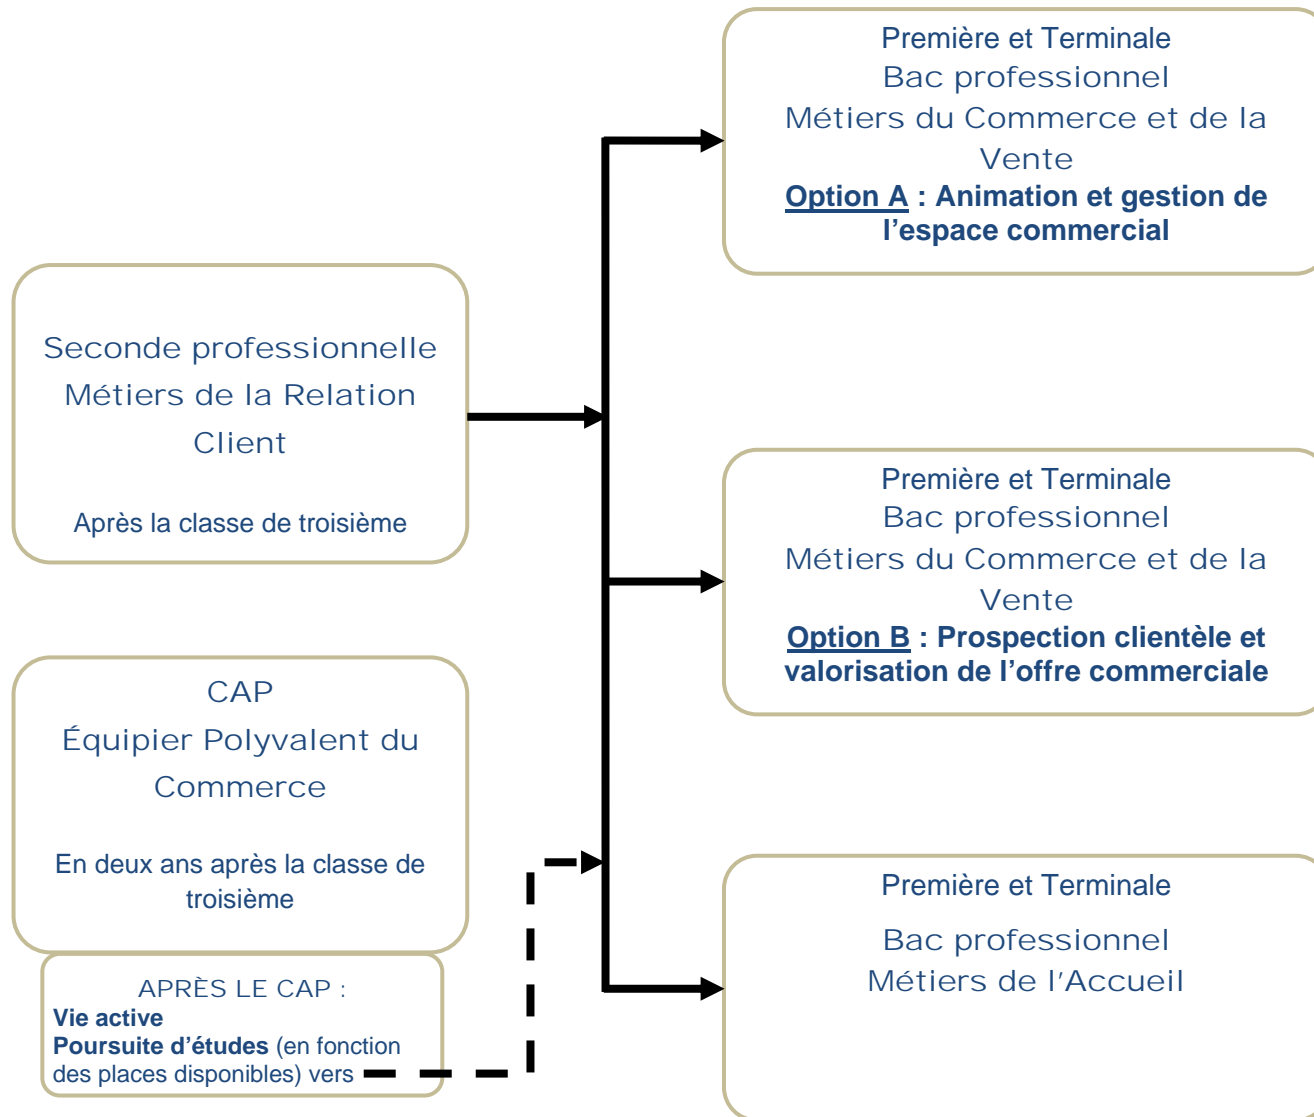 Seconde professionnelle
Métiers de la Relation
Client
Après la classe de troisième
CAP
Équipier Polyvalent du
Commerce
En deux ans après la classe de
troisième
APRÈS LE CAP :
Vie active
Poursuite d’études (en fonction
des places disponibles) vers
Première et Terminale
Bac professionnel
Métiers du Commerce et de la
Vente
Option A : Animation et gestion de
l’espace commercial
Première et Terminale
Bac professionnel
Métiers du Commerce et de la
Vente
Option B : Prospection clientèle et
valorisation de l’offre commerciale
Première et Terminale
Bac professionnel
Métiers de l’Accueil